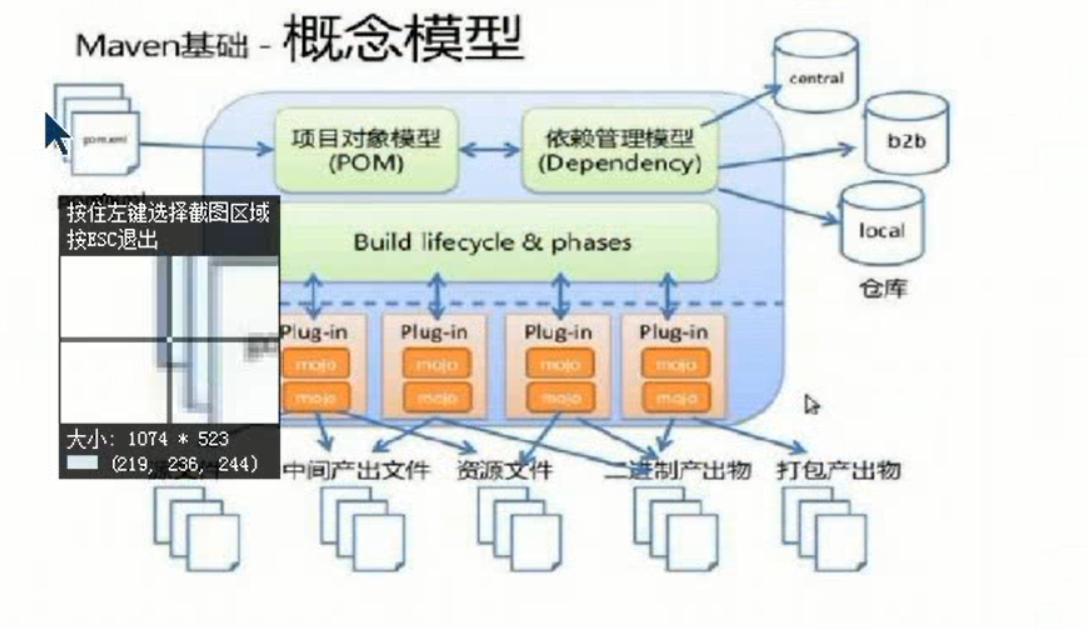 Maven基础 - 概念模型
central
pom.xml
项目对象模型
(POM)
依赖管理模型
(Dependency)
b2b
local
仓库
按住左键选择截图区域
按ESC退出
Build lifecycle & phases
Plug-in
Plug-in
Plug-in
Plug-in
mojo
mojo
mojo
mojo
mojo
mojo
mojo
mojo
大小: 1074 * 523
(219, 236, 244)
源文件
中间产出文件
资源文件
二进制产出物
打包产出物